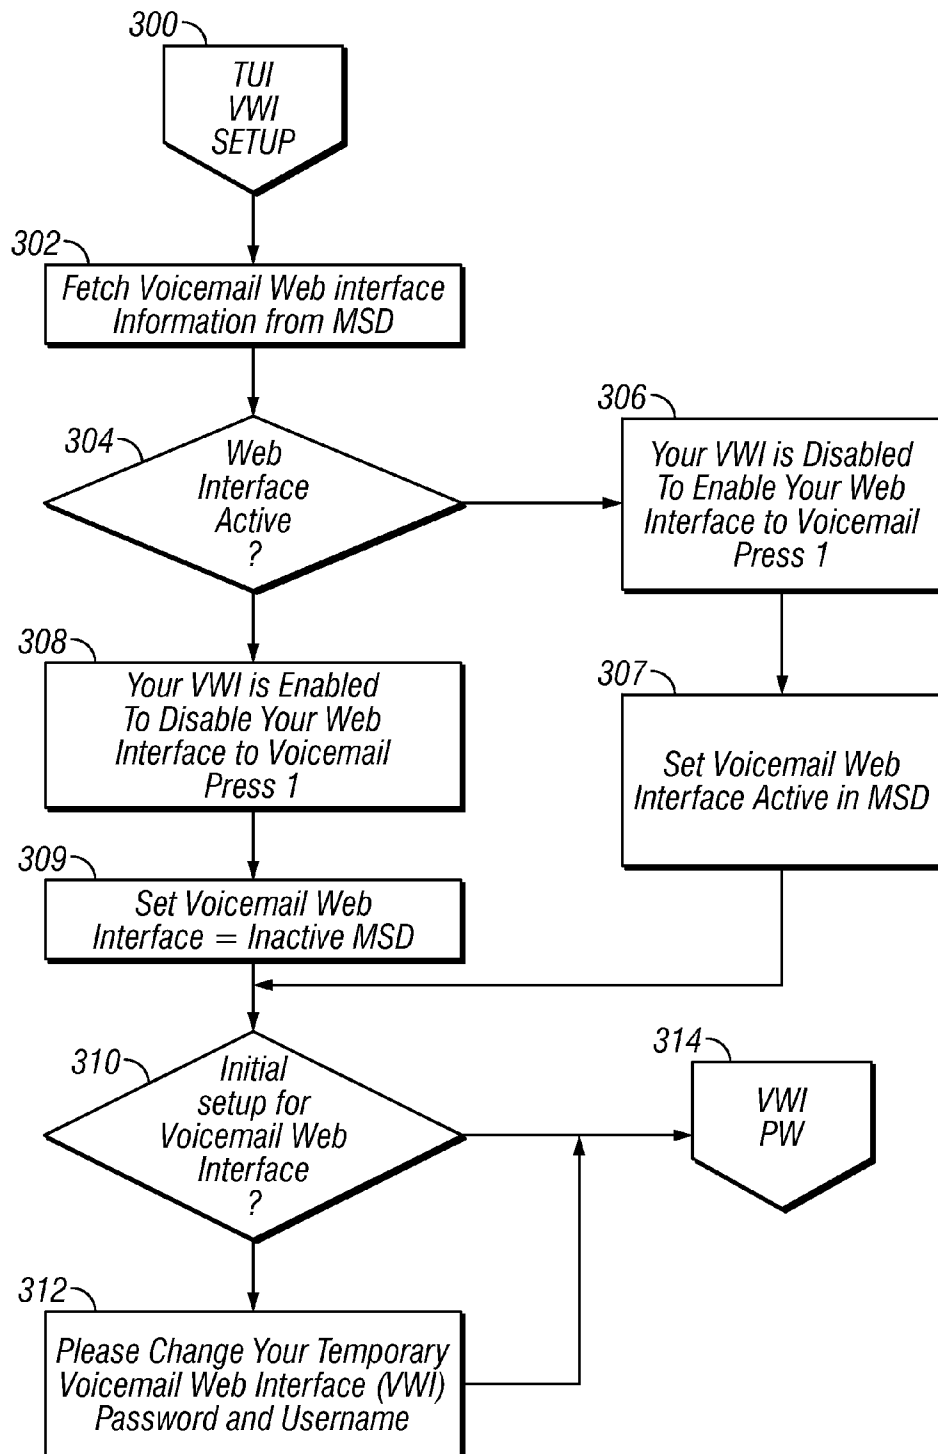 300
TUI
VWI
SETUP
302
Fetch Voicemail Web interface
Information from MSD
304
Web
Interface
Active
?
306
Your VWI is Disabled
To Enable Your Web
Interface to Voicemail
Press 1
308
Your VWI is Enabled
To Disable Your Web
Interface to Voicemail
Press 1
307
Set Voicemail Web
Interface Active in MSD
309
Set Voicemail Web
Interface = Inactive MSD
310
Initial
setup for
Voicemail Web
Interface
?
314
VWI
PW
312
Please Change Your Temporary
Voicemail Web Interface (VWI)
Password and Username